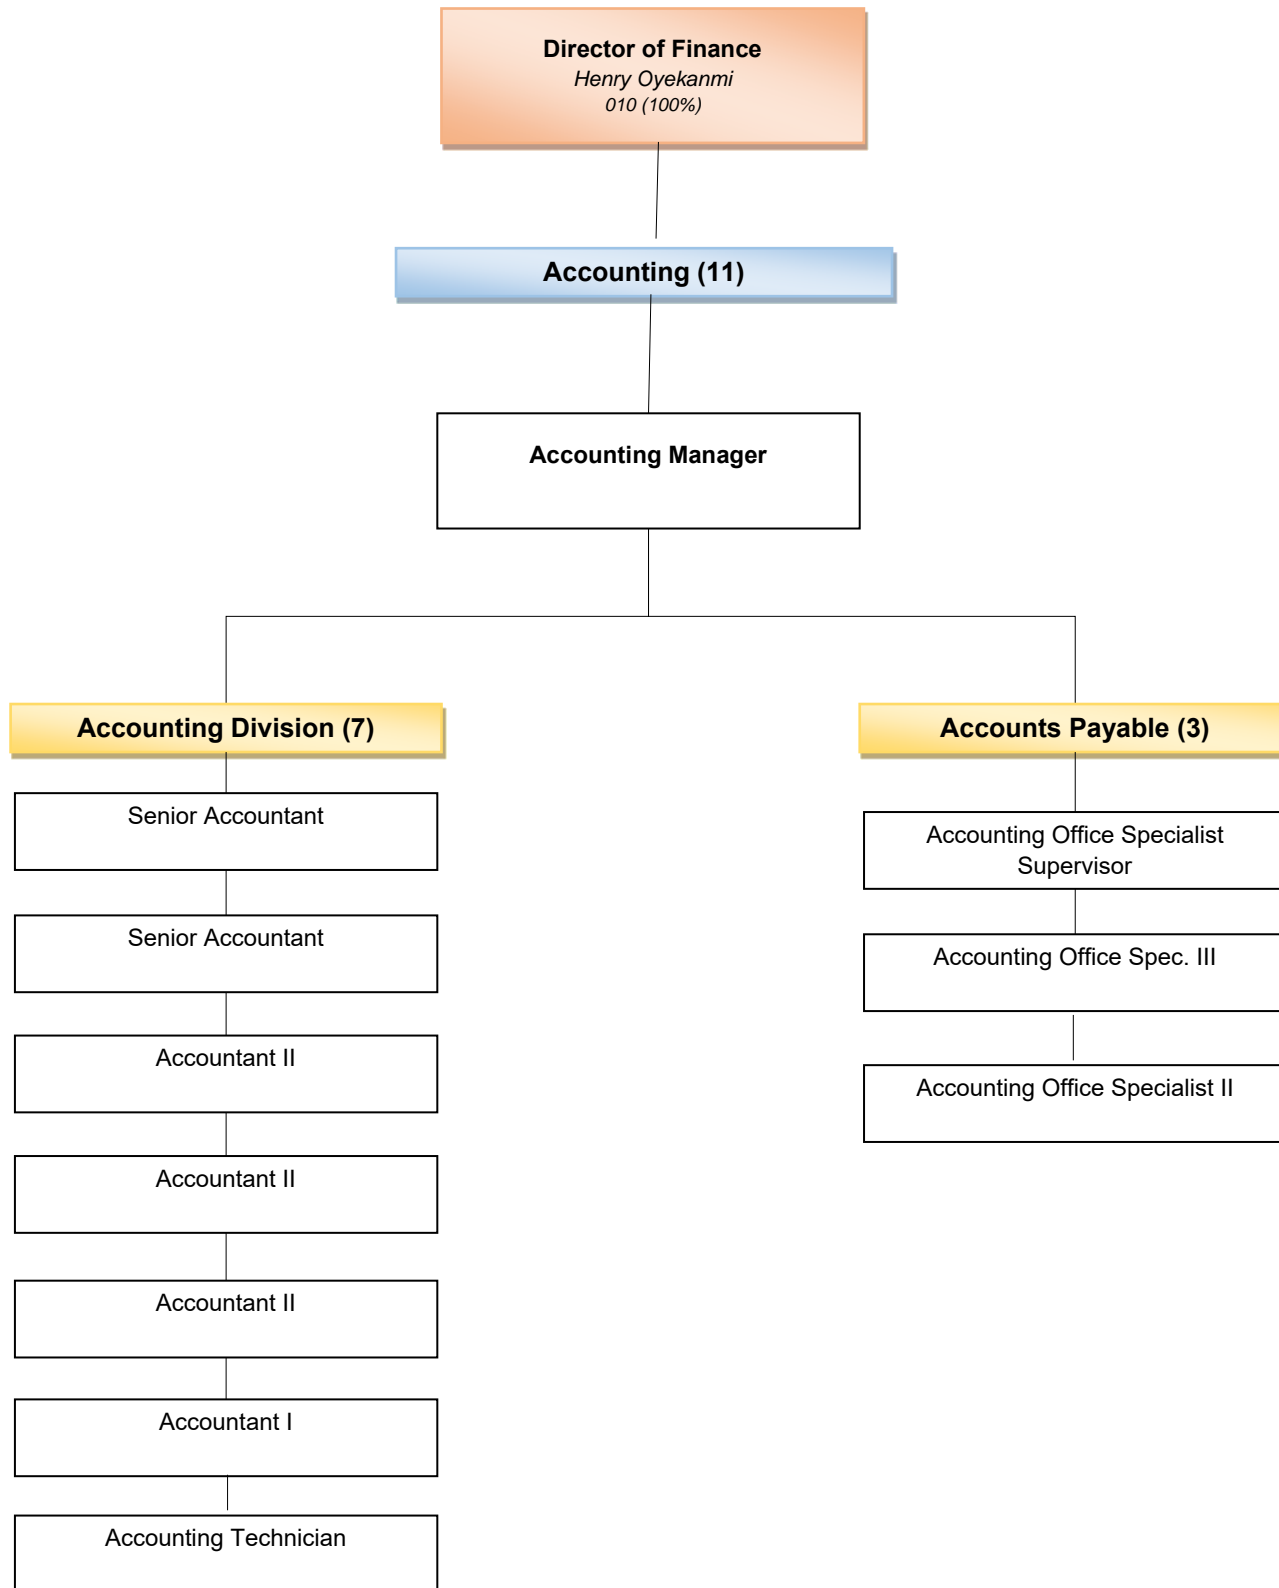 Director of Finance
Henry Oyekanmi
010 (100%)
Accounting (11)
Accounting Manager
Accounting Division (7)
Senior Accountant
Senior Accountant
Accountant II
Accountant II
Accountant II
Accountant I
Accounting Technician
Accounts Payable (3)
Accounting Office Specialist
Supervisor
Accounting Office Spec. III
Accounting Office Specialist II